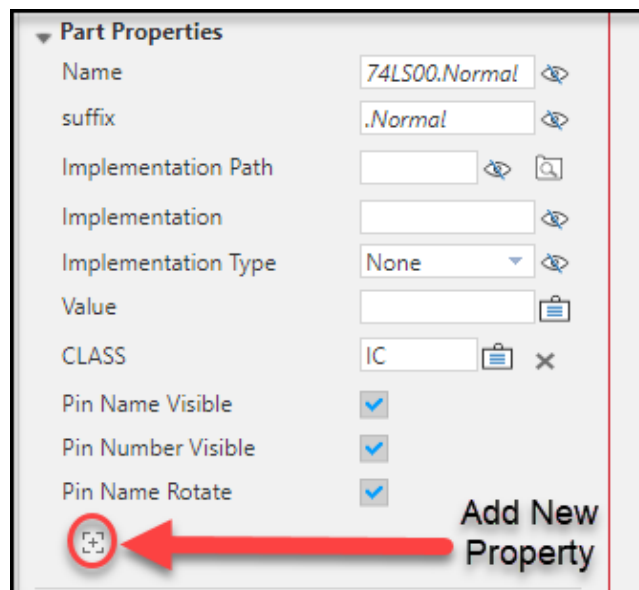 Part Properties
Name 74LS00.Normal
suffix .Normal
Implementation Path
Implementation
Implementation Type None
Value
CLASS IC
Pin Name Visible
Pin Number Visible
Pin Name Rotate
Add New
Property